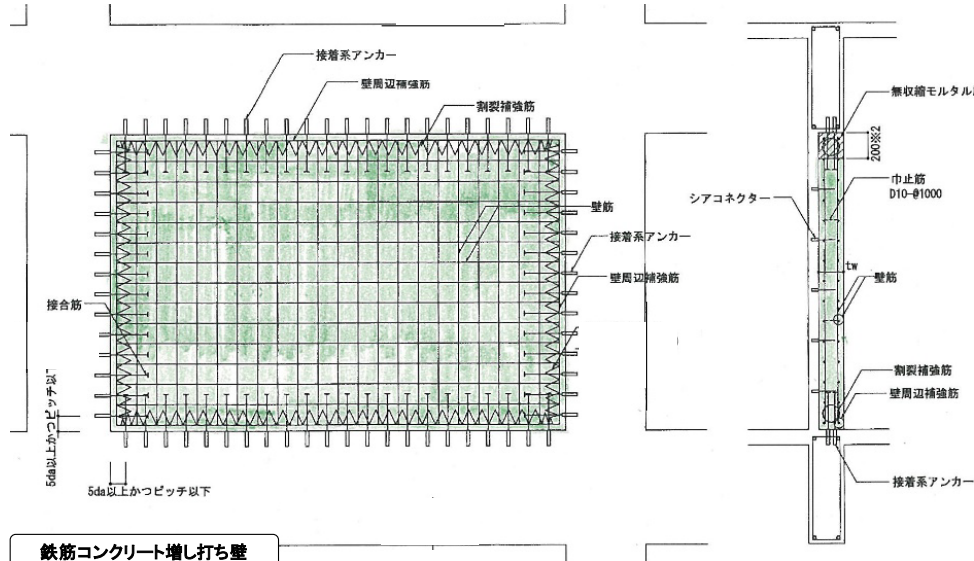 接着系アンカー
壁周辺補強筋
割裂補強筋
壁筋
接着系アンカー
壁周辺補強筋
接合筋
5da以上かつピッチ以下
5da以上かつピッチ以下
鉄筋コンクリート増し打ち壁
無収縮モルタル
200※2
巾止筋
D10-@1000
シアコネクター
tw
壁筋
割裂補強筋
壁周辺補強筋
接着系アンカー